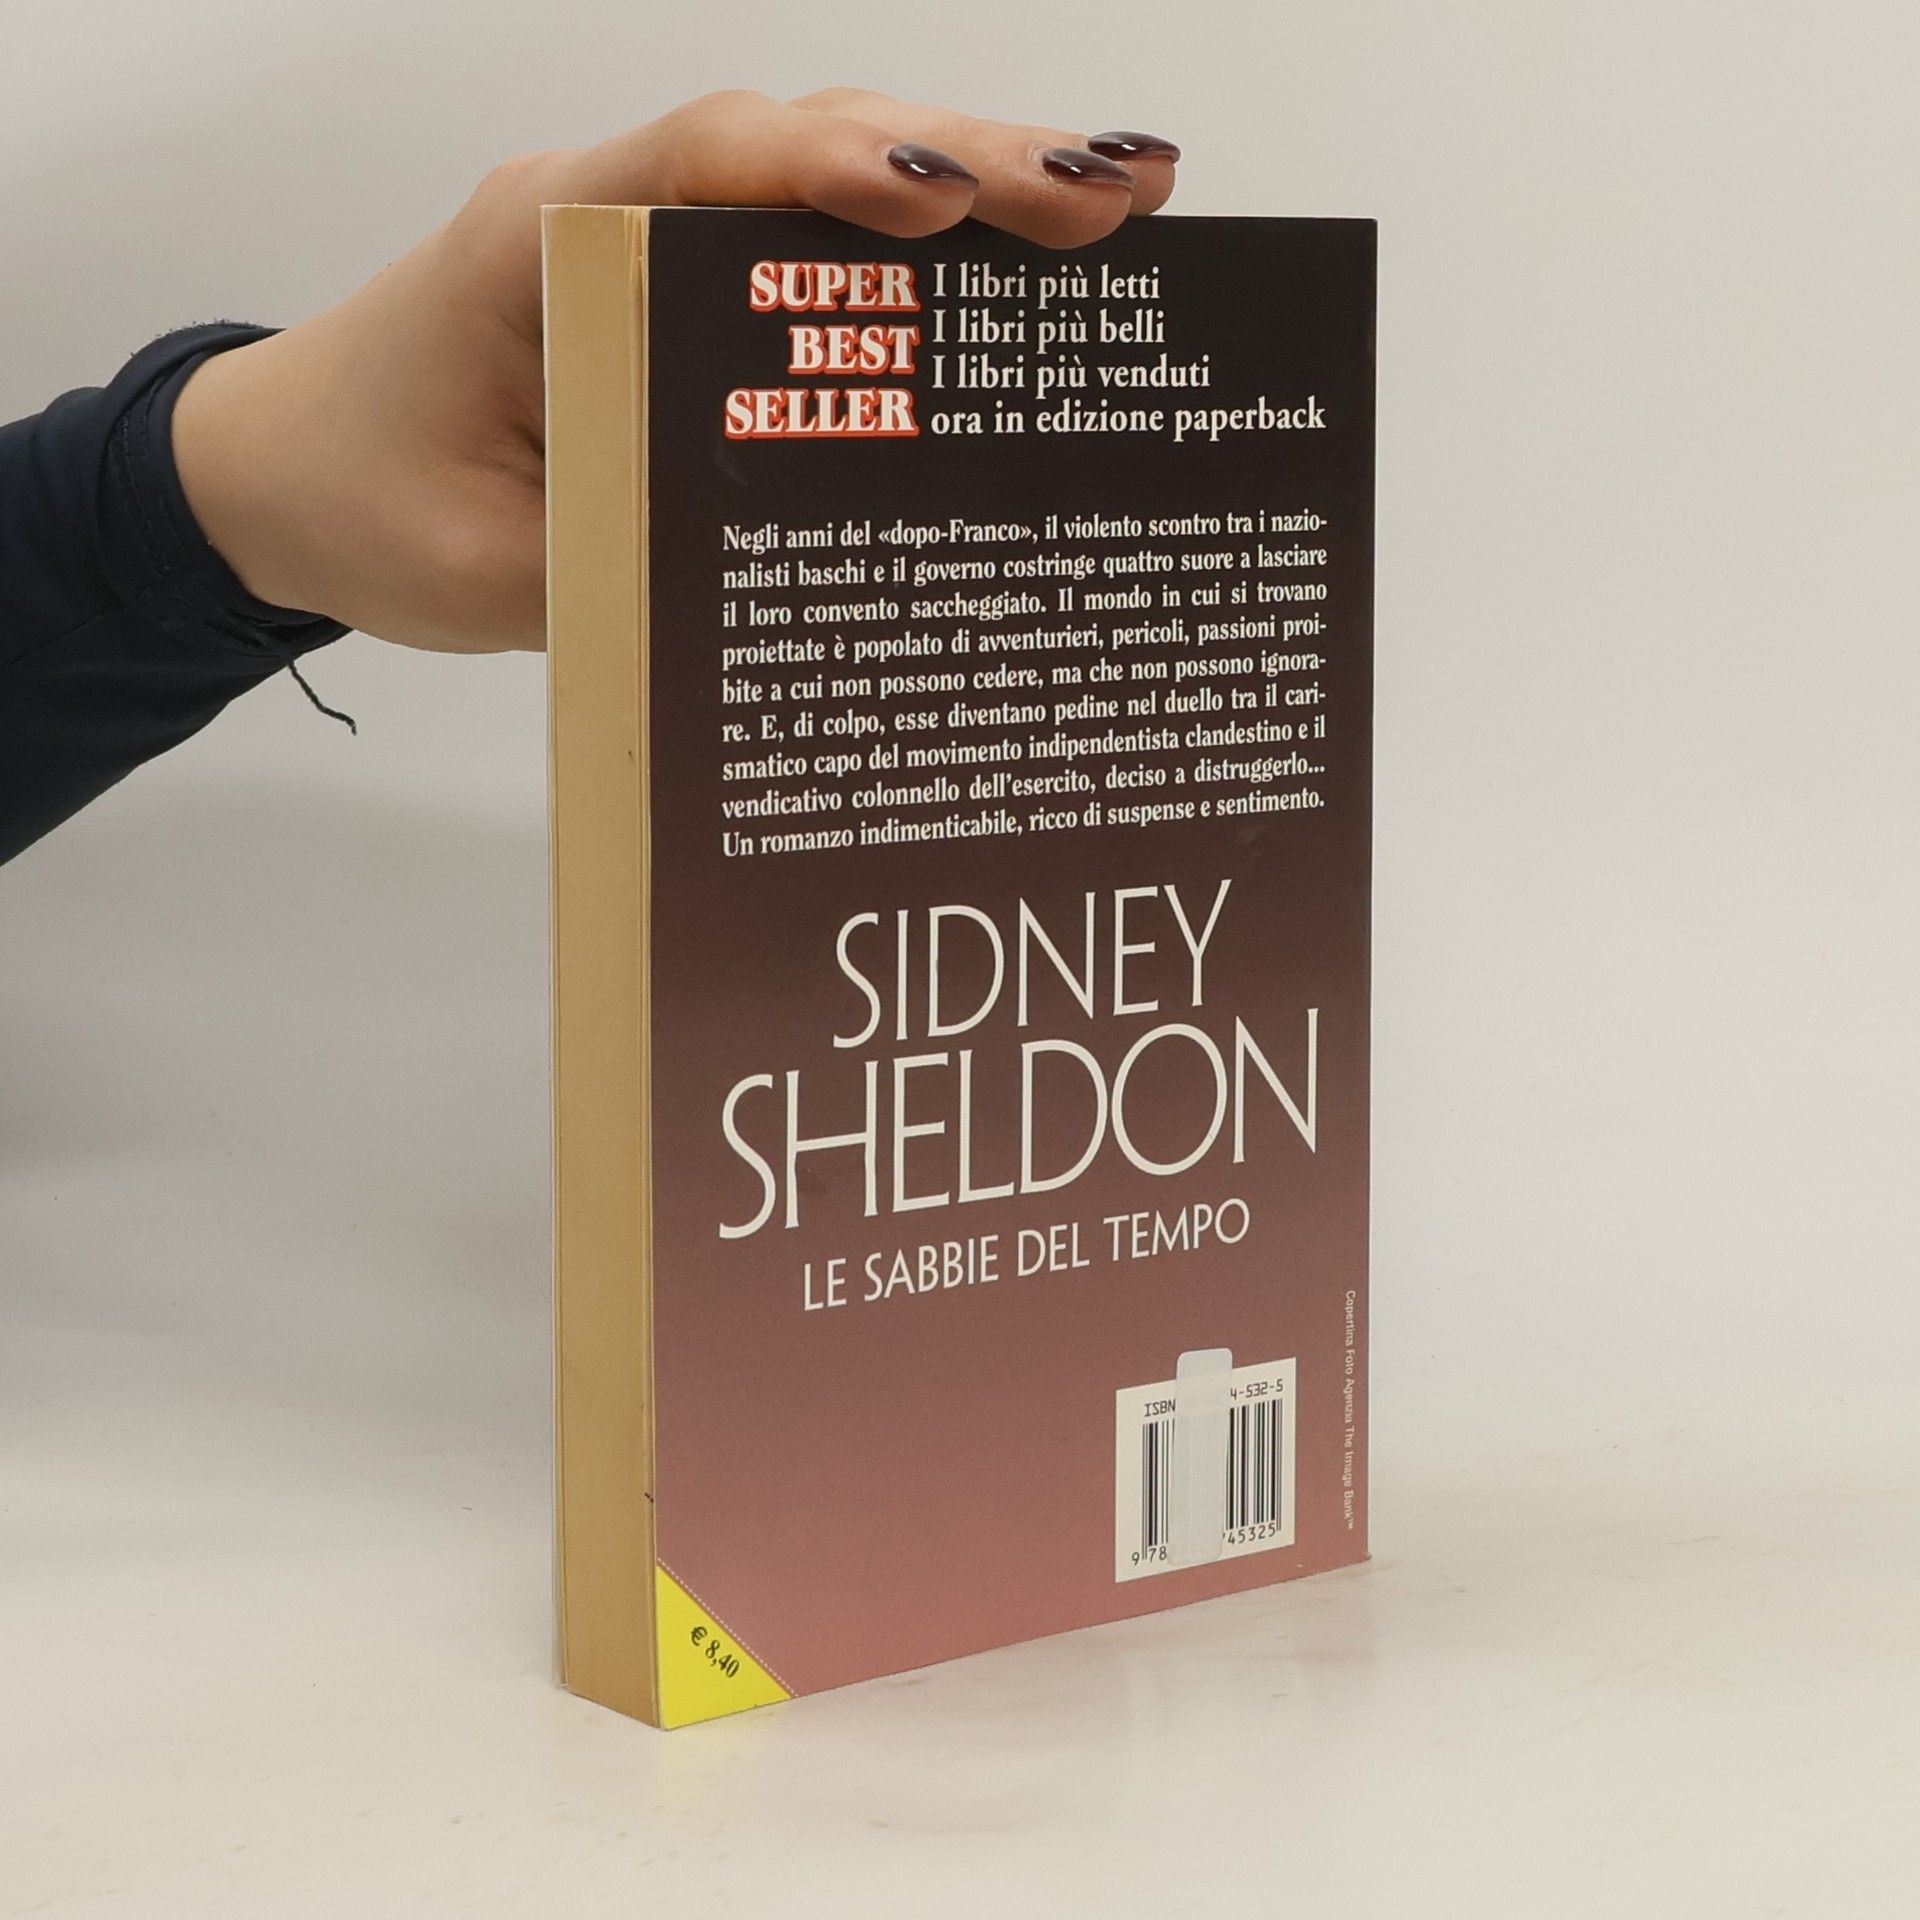 SUPER
BEST
SELLER
I libri più letti
I libri più belli
I libri più venduti
ora in edizione paperback
Negli anni del «dopo-Franco», il violento scontro tra i nazio-
nalisti baschi e il governo costringe quattro suore a lasciare
il loro convento saccheggiato. Il mondo in cui si trovano
proiettate è popolato di avventurieri, pericoli, passioni proi-
bite a cui non possono cedere, ma che non possono ignora-
re. E, di colpo, esse diventano pedine nel duello tra il cari-
smatico capo del movimento indipendentista clandestino e il
vendicativo colonnello dell'esercito, deciso a distruggerlo...
Un romanzo indimenticabile, ricco di suspense e sentimento.
SIDNEY
SHELDON
LE SABBIE DEL TEMPO
Copertina Foto Agenzia The Image Bank™
ISBN 4-532-5
9 78 45325
€ 8,40